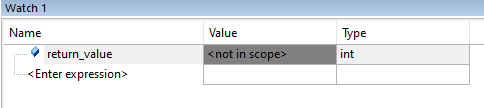 Watch 1
Name Value Type
return_value <not in scope> int
<Enter expression>